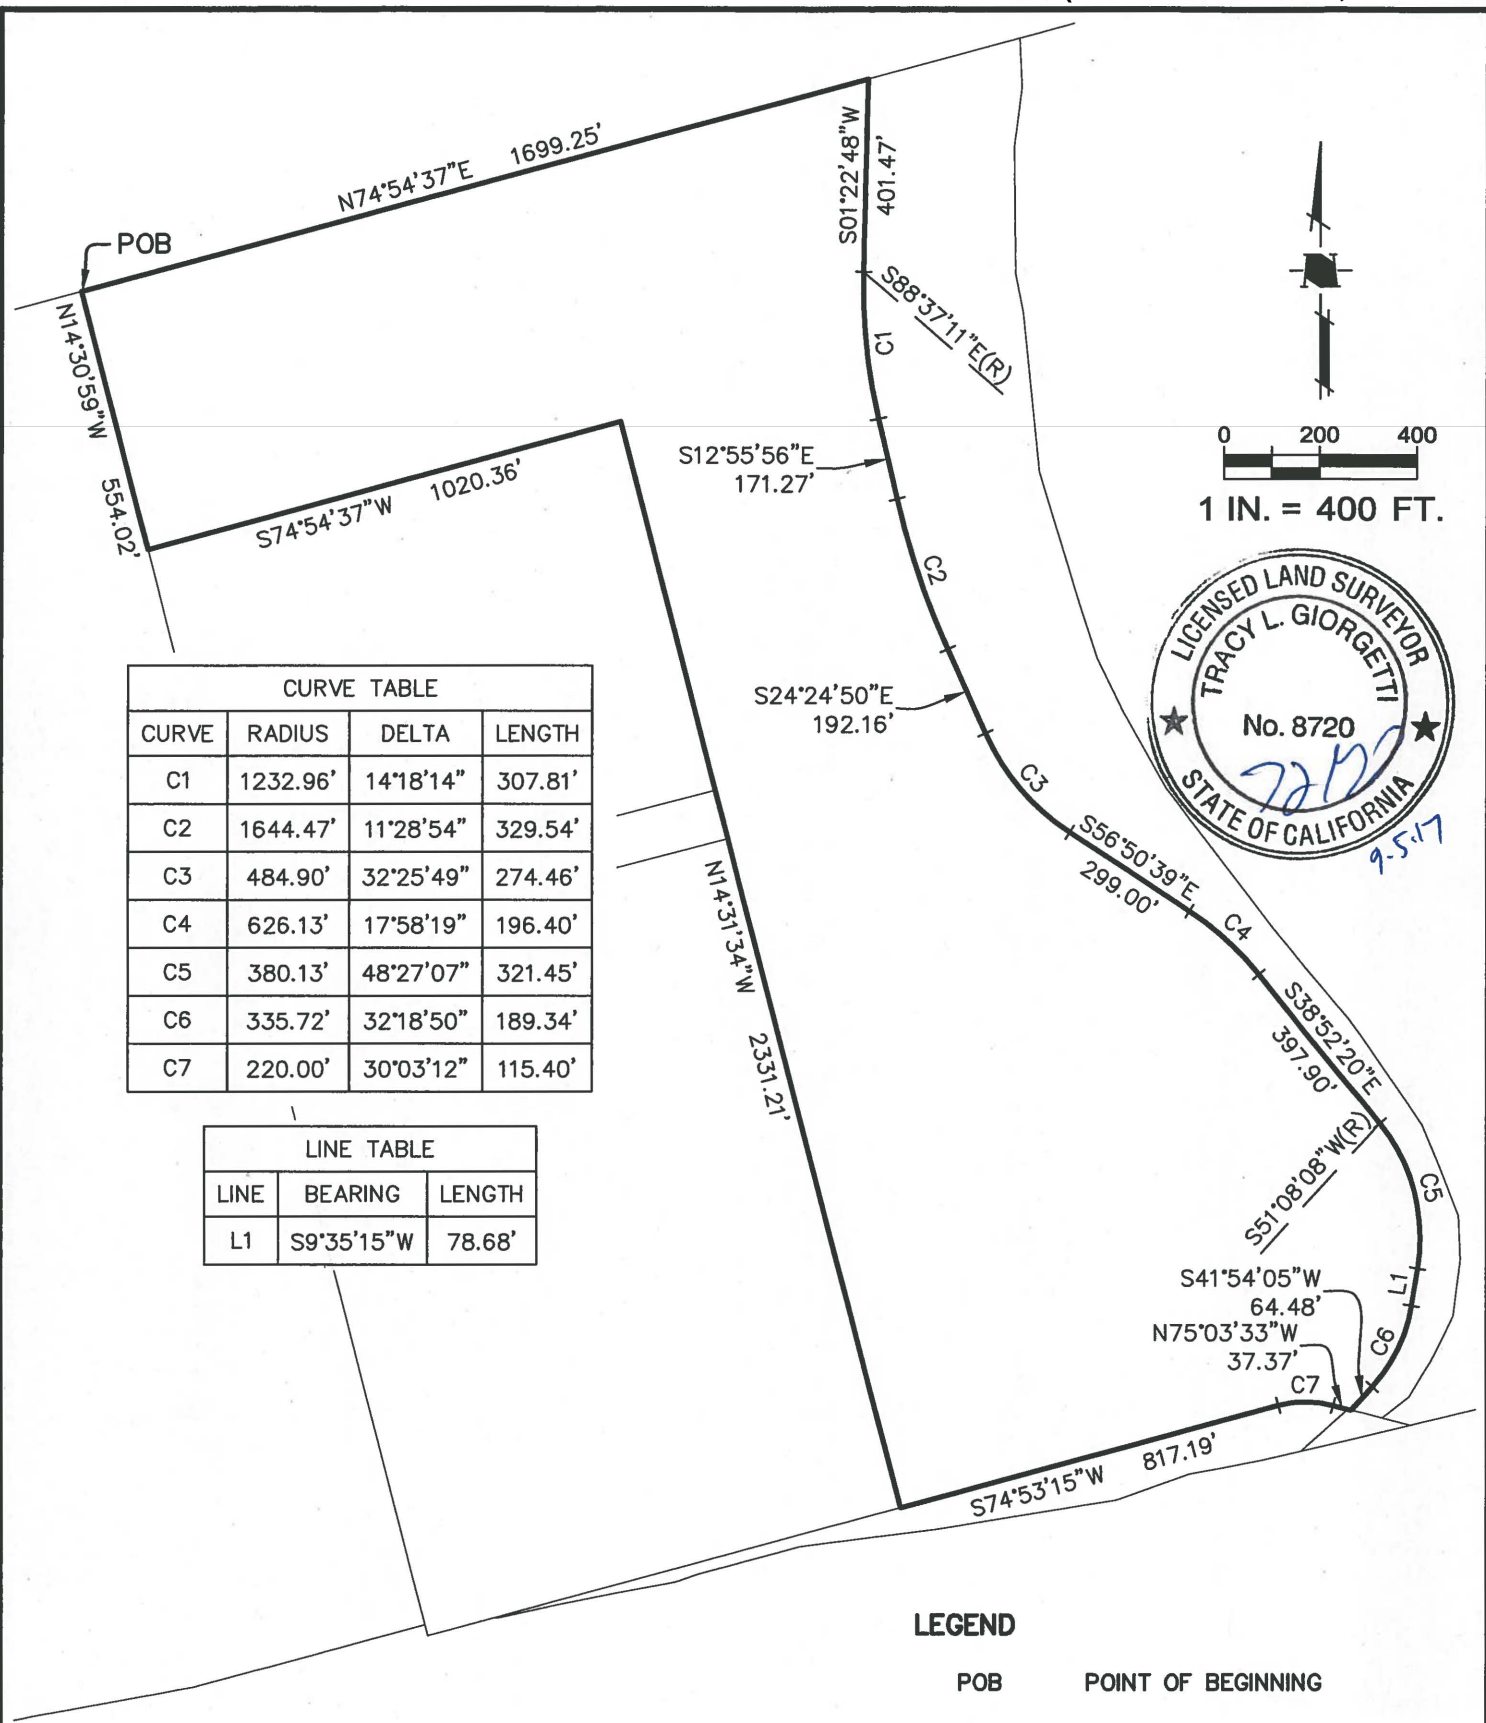 N74°54'37"E 1699.25'
POB
S01°22'48"W
401.47'
S88°37'11"E(R)
N14°30'59"W 554.02'
C1
S12°55'56"E
171.27'
S74°54'37"W 1020.36'
0 200 400
1 IN. = 400 FT.
C2
LICENSED LAND SURVEYOR
TRACY L. GIORGETTI
No. 8720
STATE OF CALIFORNIA
9-5-17
S24°24'50"E
192.16'
C3
S56°50'39"E
299.00'
C4
S38°52'20"E
397.90'
CURVE TABLE
CURVE RADIUS DELTA LENGTH
C1 1232.96' 14°18'14" 307.81'
C2 1644.47' 11°28'54" 329.54'
C3 484.90' 32°25'49" 274.46'
C4 626.13' 17°58'19" 196.40'
C5 380.13' 48°27'07" 321.45'
C6 335.72' 32°18'50" 189.34'
C7 220.00' 30°03'12" 115.40'
N14°31'34"W 2331.21'
LINE TABLE
LINE BEARING LENGTH
L1 S9°35'15"W 78.68'
S51°08'08"W(R)
C5
L1
S41°54'05"W
64.48'
N75°03'33"W
37.37'
C6
C7
S74°53'15"W 817.19'
LEGEND
POB POINT OF BEGINNING